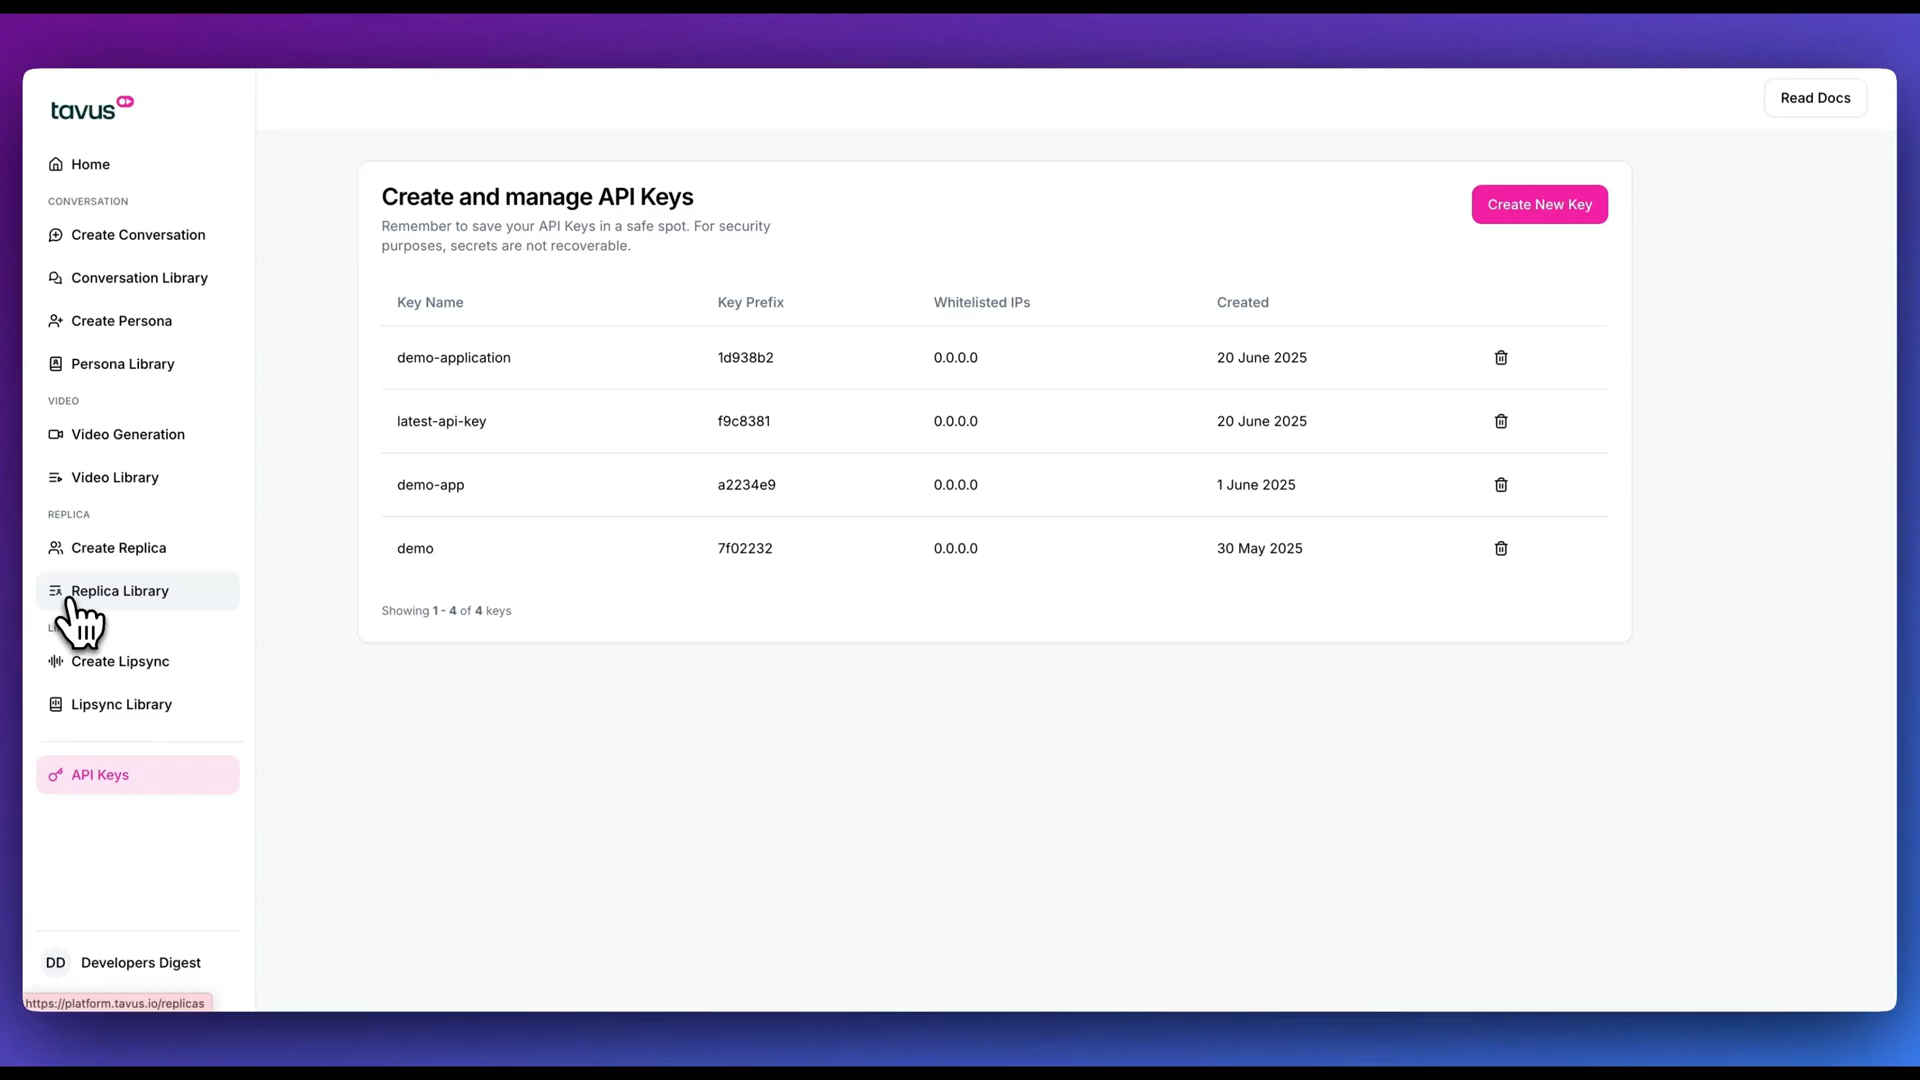 tavus
Read Docs
Home
CONVERSATION
Create Conversation
Conversation Library
Create Persona
Persona Library
VIDEO
Video Generation
Video Library
REPLICA
Create Replica
Replica Library
Create Lipsync
Lipsync Library
API Keys
DD Developers Digest
https://platform.tavus.io/replicas
Create and manage API Keys
Create New Key
Remember to save your API Keys in a safe spot. For security
purposes, secrets are not recoverable.
Key Name Key Prefix Whitelisted IPs Created
demo-application 1d938b2 0.0.0.0 20 June 2025
latest-api-key f9c8381 0.0.0.0 20 June 2025
demo-app a2234e9 0.0.0.0 1 June 2025
demo 7f02232 0.0.0.0 30 May 2025
Showing 1 - 4 of 4 keys